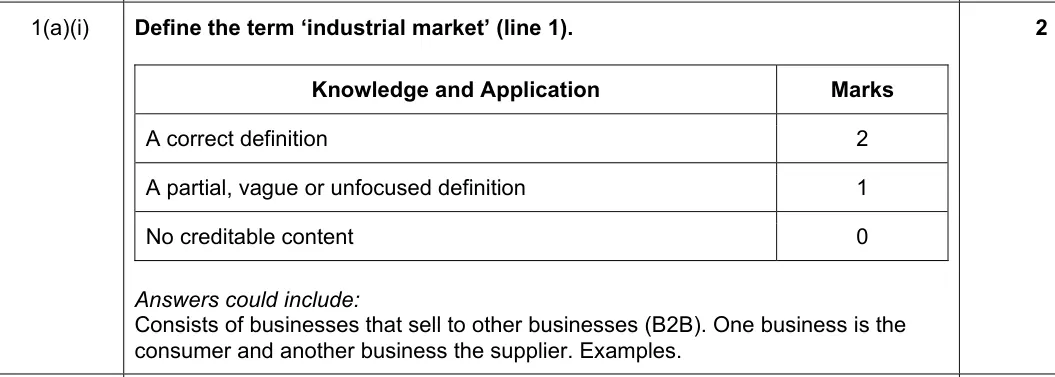 1(a)(i) Define the term ‘industrial market’ (line 1). 2
Knowledge and Application Marks
A correct definition 2
A partial, vague or unfocused definition 1
No creditable content 0
Answers could include:
Consists of businesses that sell to other businesses (B2B). One business is the
consumer and another business the supplier. Examples.